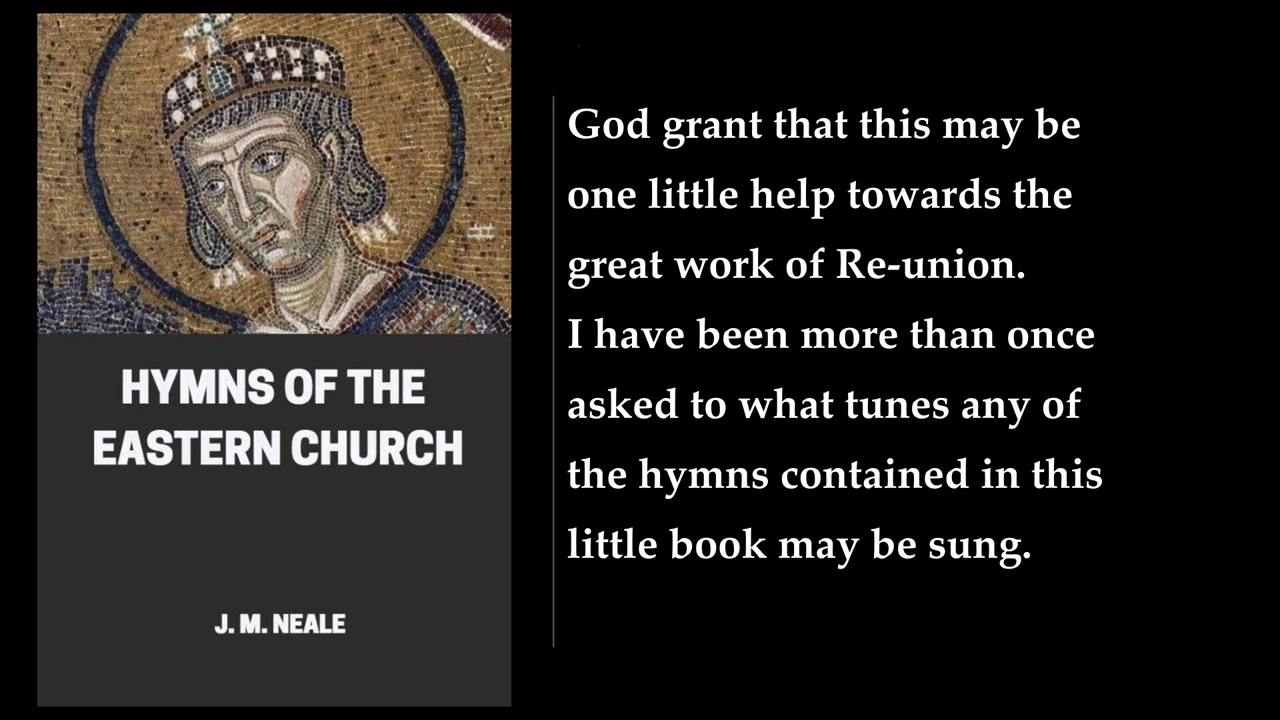 HYMNS OF THE
EASTERN CHURCH
J. M. NEALE
God grant that this may be
one little help towards the
great work of Re-union.
I have been more than once
asked to what tunes any of
the hymns contained in this
little book may be sung.